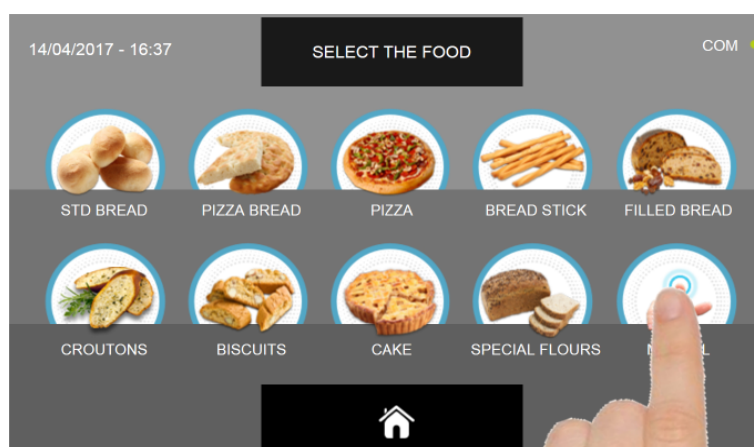 14/04/2017 - 16:37
SELECT THE FOOD
COM
STD BREAD
PIZZA BREAD
PIZZA
BREAD STICK
FILLED BREAD
CROUTONS
BISCUITS
CAKE
SPECIAL FLOURS